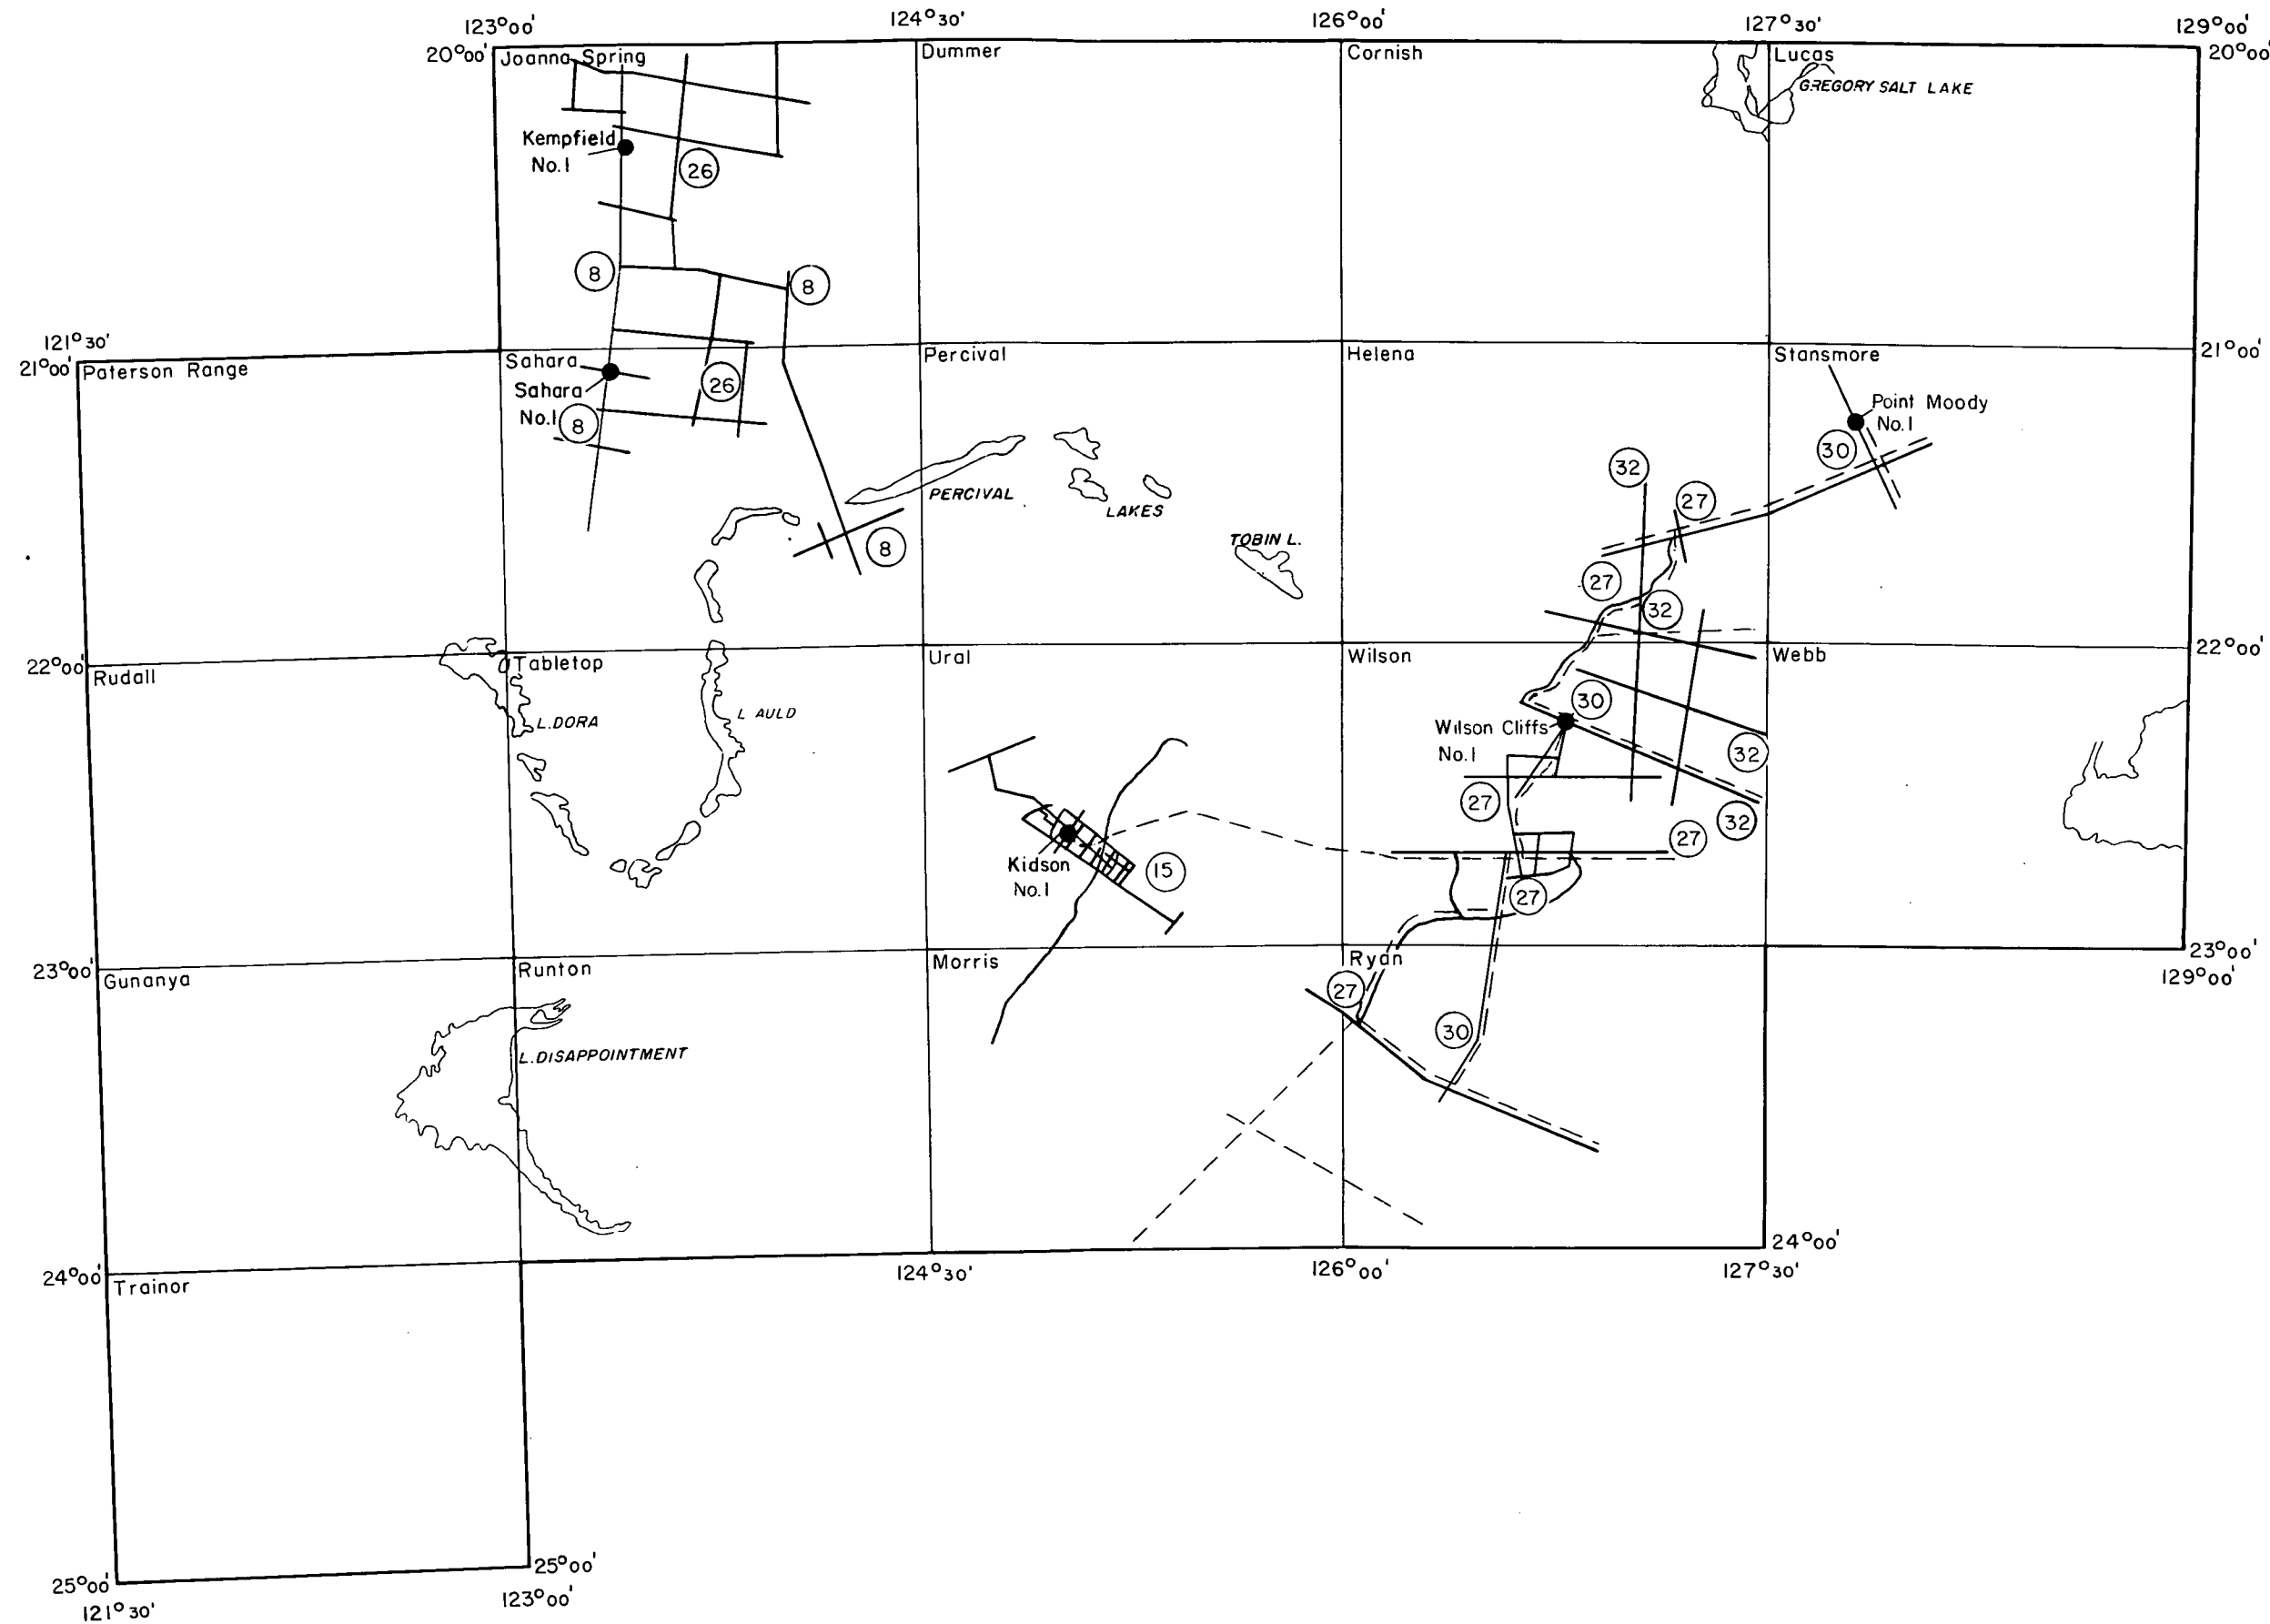 123°00'
124°30'
126°00'
127°30'
129°00'
20°00'
Joanna Spring
Dummer
Cornish
Lucas
20°00'
GREGORY SALT LAKE
Kempfield
No.1
26
8
8
121°30'
21°00'
Paterson Range
Sahara
Percival
Helena
Stansmore
21°00'
Sahara
No.1
26
8
Point Moody
No.1
30
32
27
PERCIVAL
LAKES
TOBIN L.
8
27
32
22°00'
Rudall
Tabletop
Ural
Wilson
Webb
22°00'
L.DORA
L AULD
30
Wilson Cliffs
No.1
32
27
32
27
Kidson
No.1
15
27
23°00'
Gunanya
Runton
Morris
Ryan
23°00'
129°00'
27
30
L.DISAPPOINTMENT
24°00'
24°00'
Trainor
124°30'
126°00'
127°30'
25°00'
25°00'
123°00'
121°30'